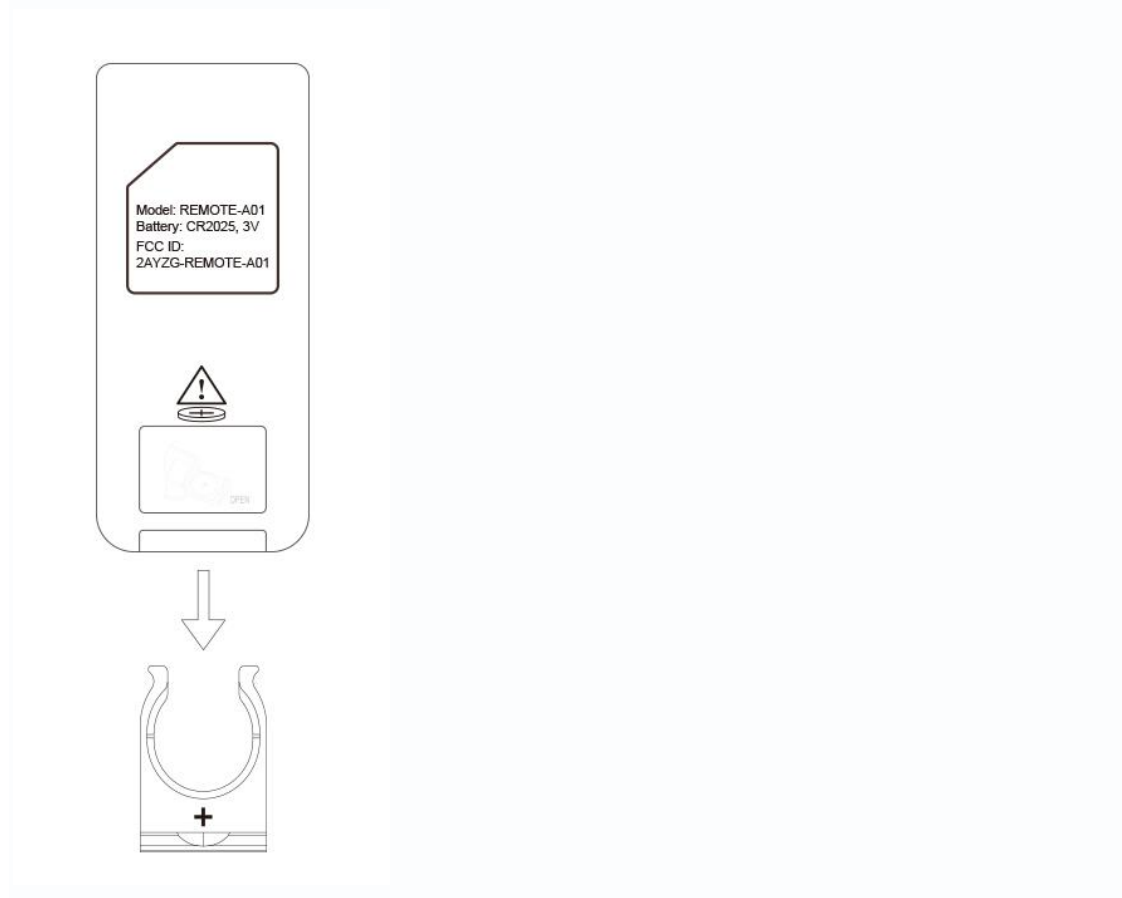 Model: REMOTE-A01
Battery: CR2025, 3V
FCC ID:
2AYZG-REMOTE-A01
!
OPEN
+